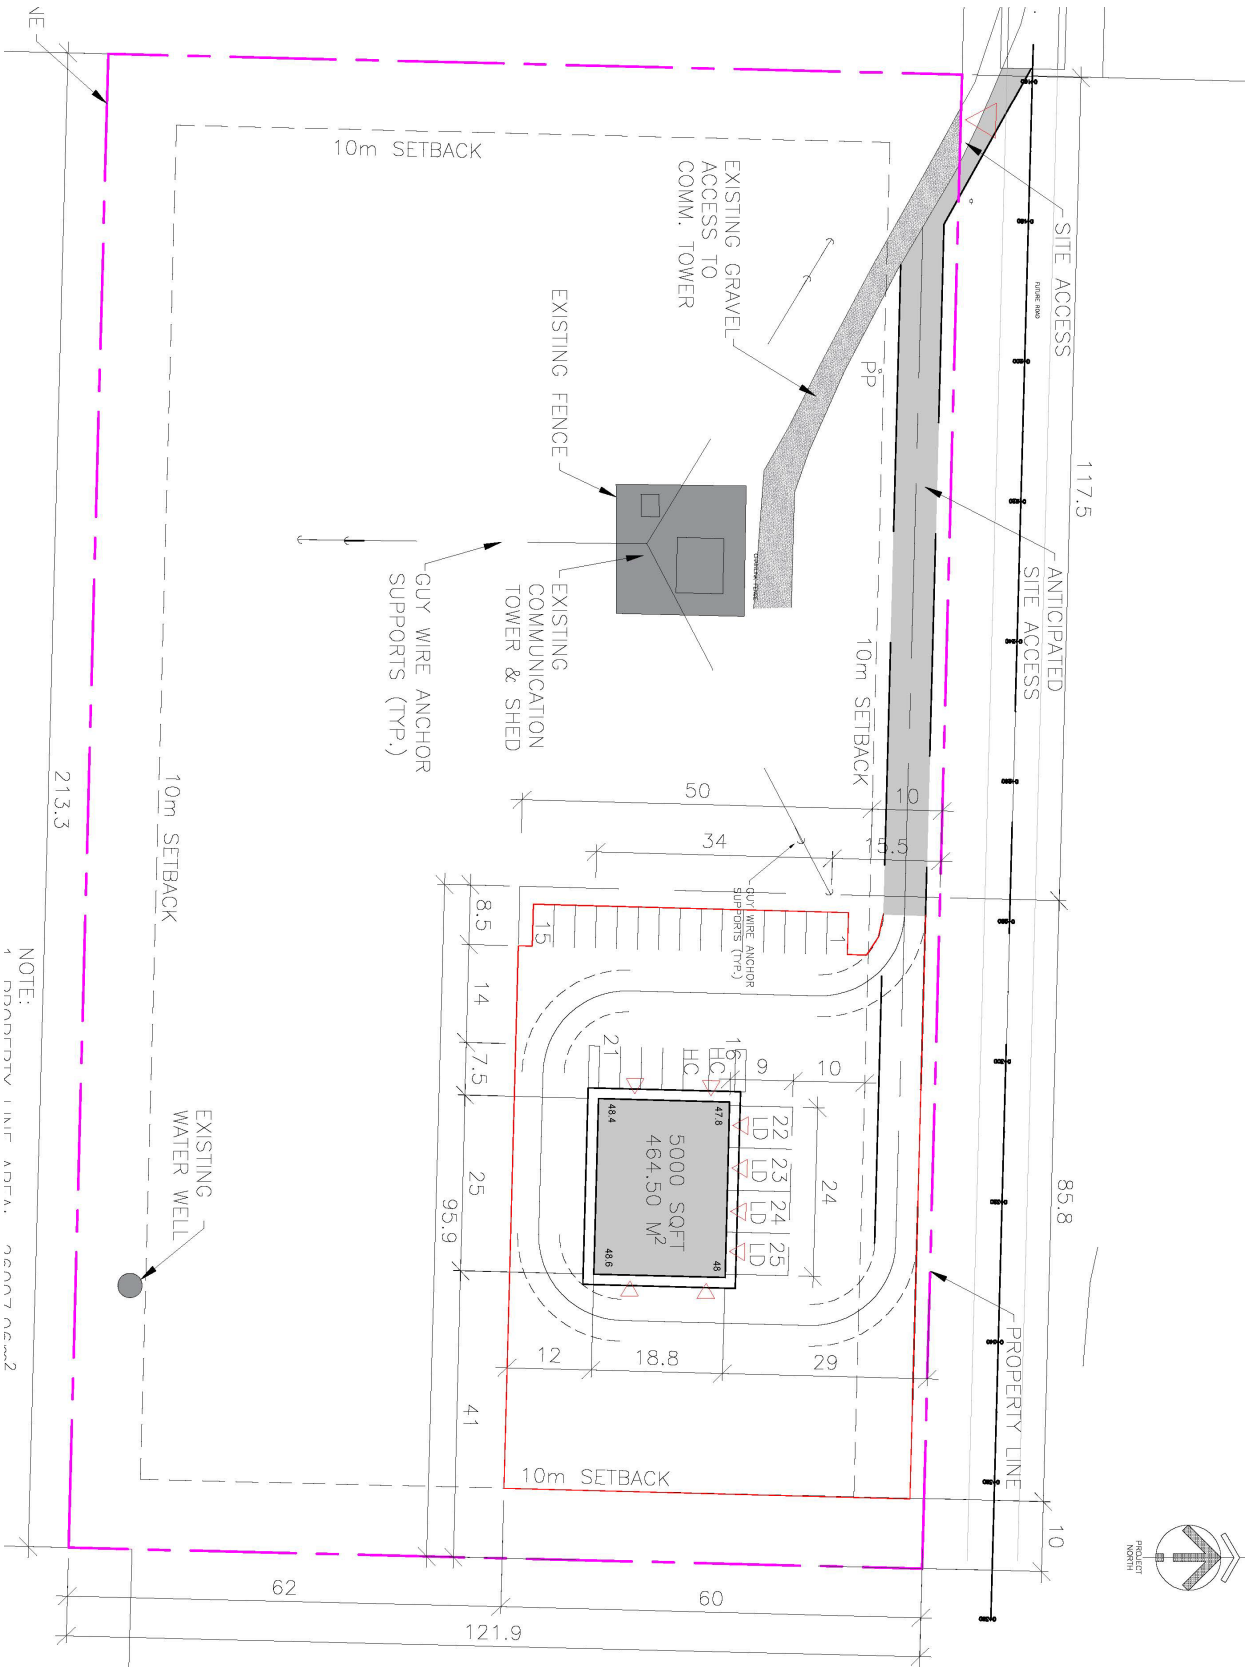 10m SETBACK
EXISTING GRAVEL
ACCESS TO
COMM. TOWER
SITE ACCESS
FUTURE ROAD
117.5
EXISTING FENCE
PP
ANTICIPATED
SITE ACCESS
EXISTING
COMMUNICATION
TOWER & SHED
GUY WIRE ANCHOR
SUPPORTS (TYP.)
10m SETBACK
10m SETBACK
213.3
50
10
34
15.5
GUY WIRE ANCHOR
SUPPORTS (TYP.)
8.5
14
7.5
25
95.9
41
15
1
21
HC
HC
16
9
10
22
LD
23
LD
24
LD
25
LD
24
48.4
47.8
48.6
48
5000 SQFT
464.50 M²
85.8
12
18.8
29
PROPERTY LINE
EXISTING
WATER WELL
10m SETBACK
10
NOTE:
62
60
121.9
PROJECT
NORTH